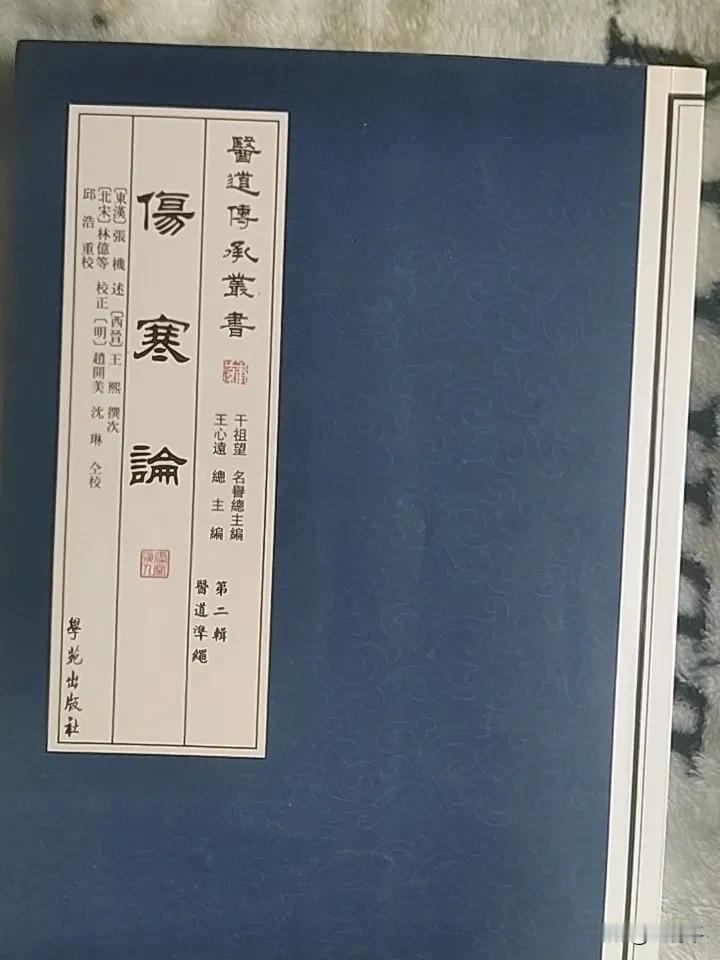 醫道傳承叢書
干祖望 名譽總主編
王心遠 總主編
第二輯
醫道準繩
傷寒論
〔東漢〕張機述 〔西晉〕王熙撰次
〔北宋〕林億等校正 〔明〕趙開美 沈琳仝校
邱浩重校
學苑出版社